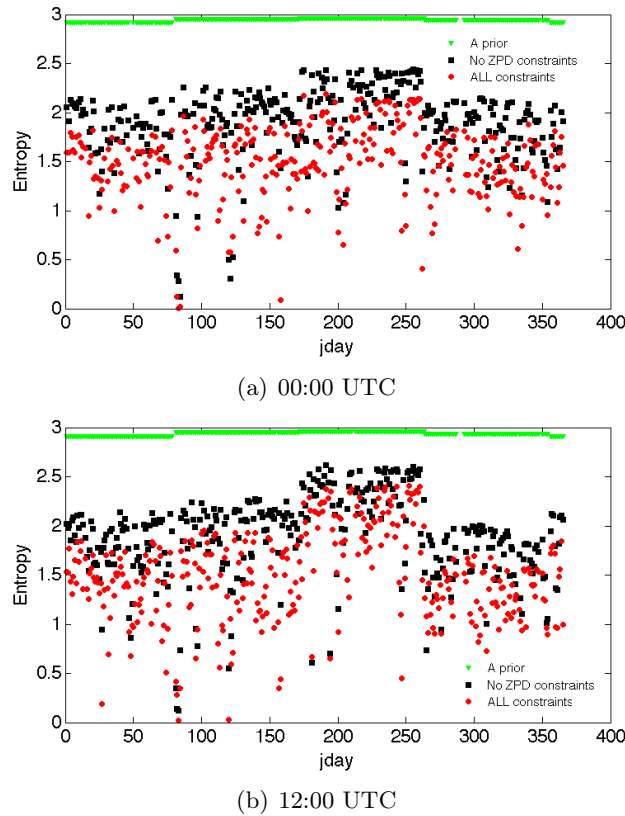 3
2.5
2
1.5
1
0.5
0
Entropy
A prior
No ZPD constraints
ALL constraints
0 50 100 150 200 250 300 350 400
jday
(a) 00:00 UTC
3
2.5
2
1.5
1
0.5
0
Entropy
A prior
No ZPD constraints
ALL constraints
0 50 100 150 200 250 300 350 400
jday
(b) 12:00 UTC